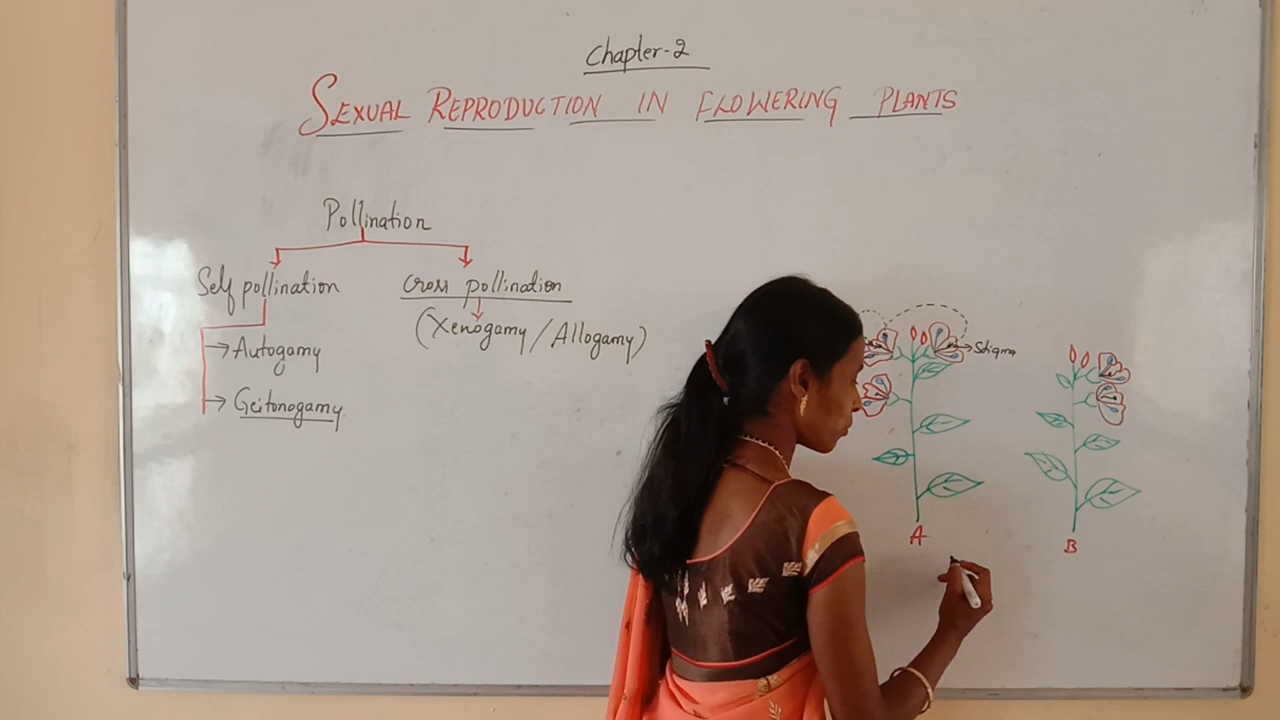 Chapter-2
SEXUAL REPRODUCTION IN FLOWERING PLANTS
Pollination
Self pollination
Cross pollination
(Xenogamy / Allogamy)
→ Autogamy
→ Geitonogamy.
→ Stigma
A
B